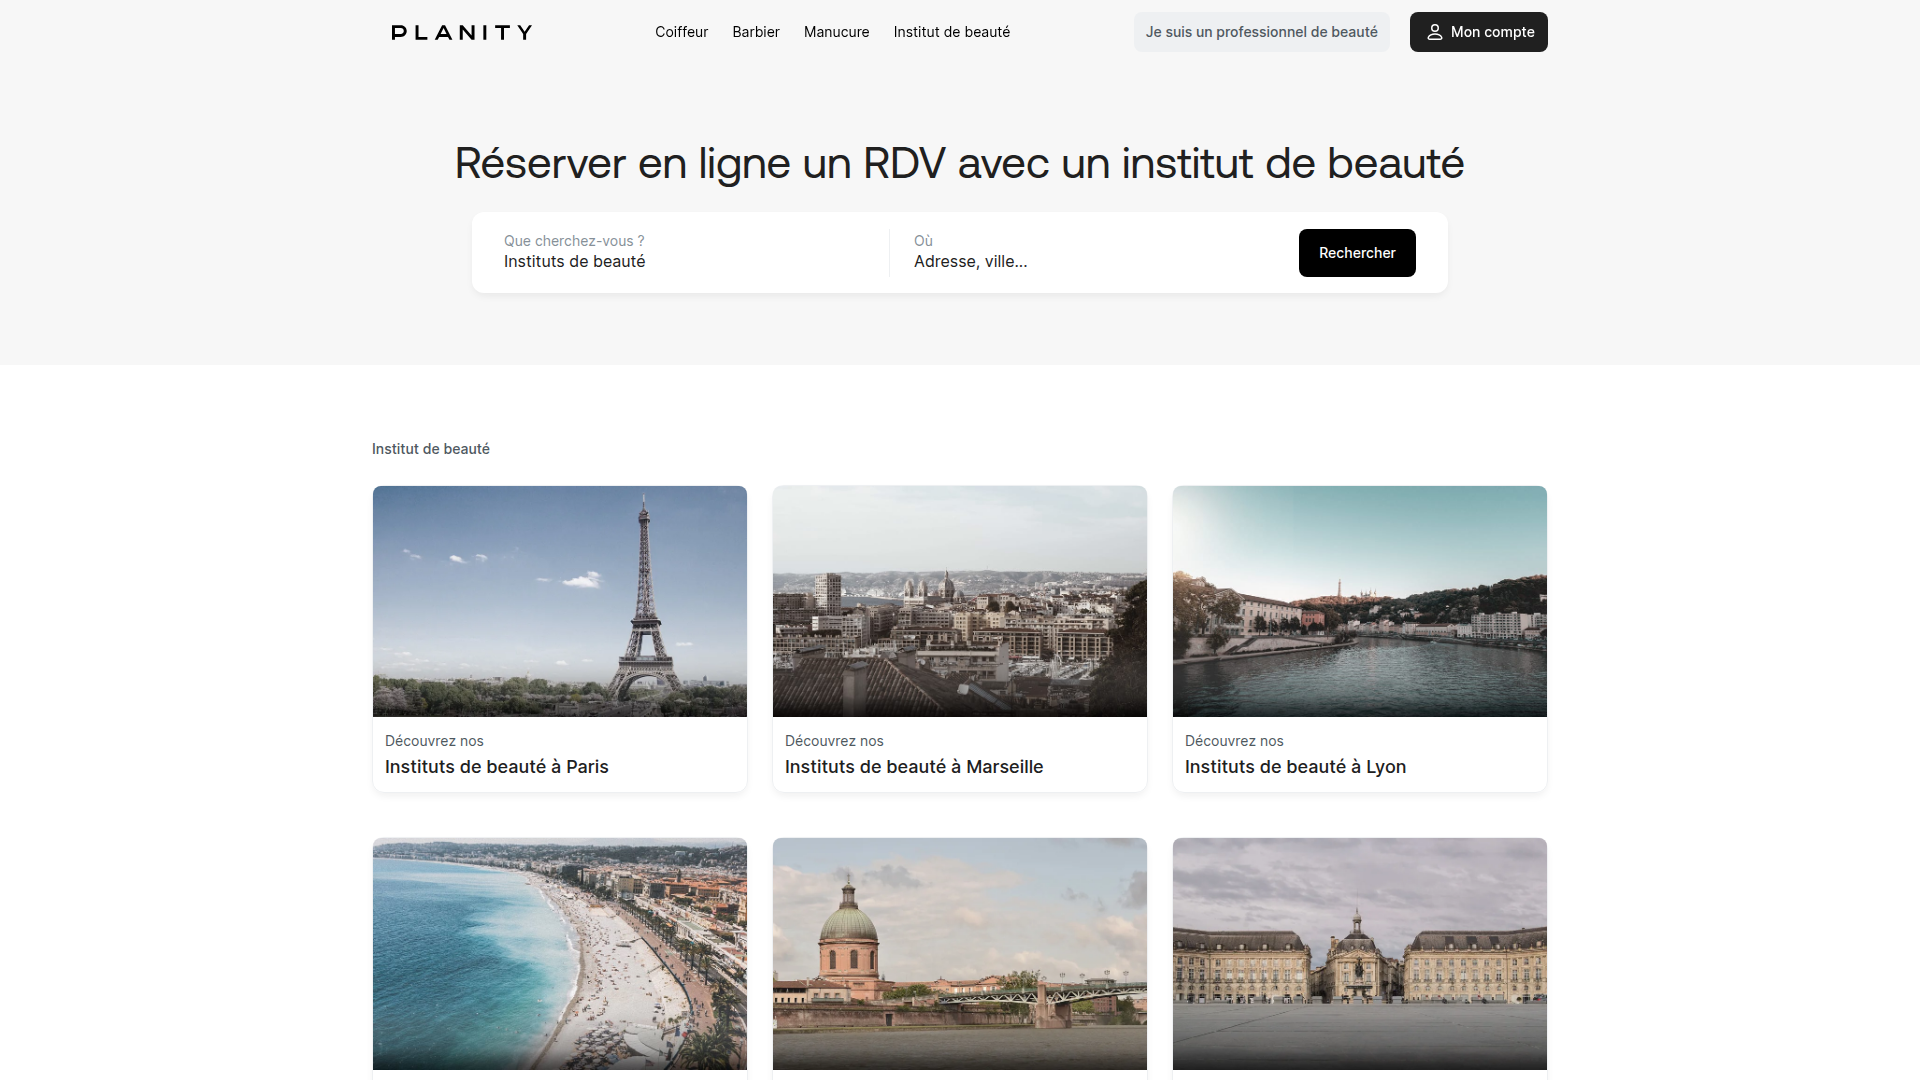 PLANITY
Coiffeur
Barbier
Manucure
Institut de beauté
Je suis un professionnel de beauté
Mon compte
Réserver en ligne un RDV avec un institut de beauté
Que cherchez-vous ?
Instituts de beauté
Où
Adresse, ville...
Rechercher
Institut de beauté
Découvrez nos
Instituts de beauté à Paris
Découvrez nos
Instituts de beauté à Marseille
Découvrez nos
Instituts de beauté à Lyon